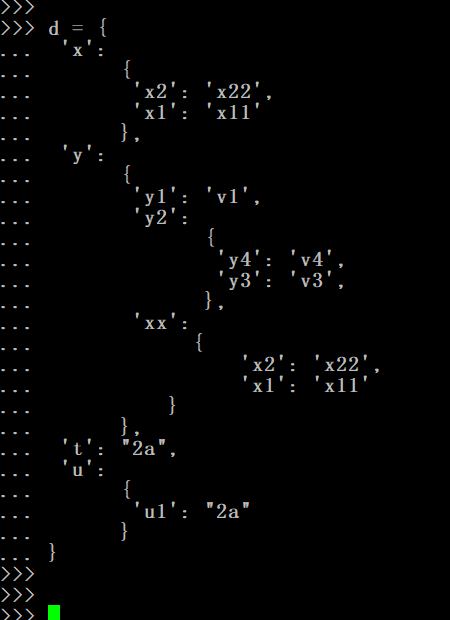 >>>
>>> d = {
... 'x':
... {
... 'x2': 'x22',
... 'x1': 'x11'
... },
... 'y':
... {
... 'y1': 'v1',
... 'y2':
... {
... 'y4': 'v4',
... 'y3': 'v3',
... },
... 'xx':
... {
... 'x2': 'x22',
... 'x1': 'x11'
... }
... },
... 't': "2a",
... 'u':
... {
... 'u1': "2a"
... }
... }
>>>
>>>
>>>